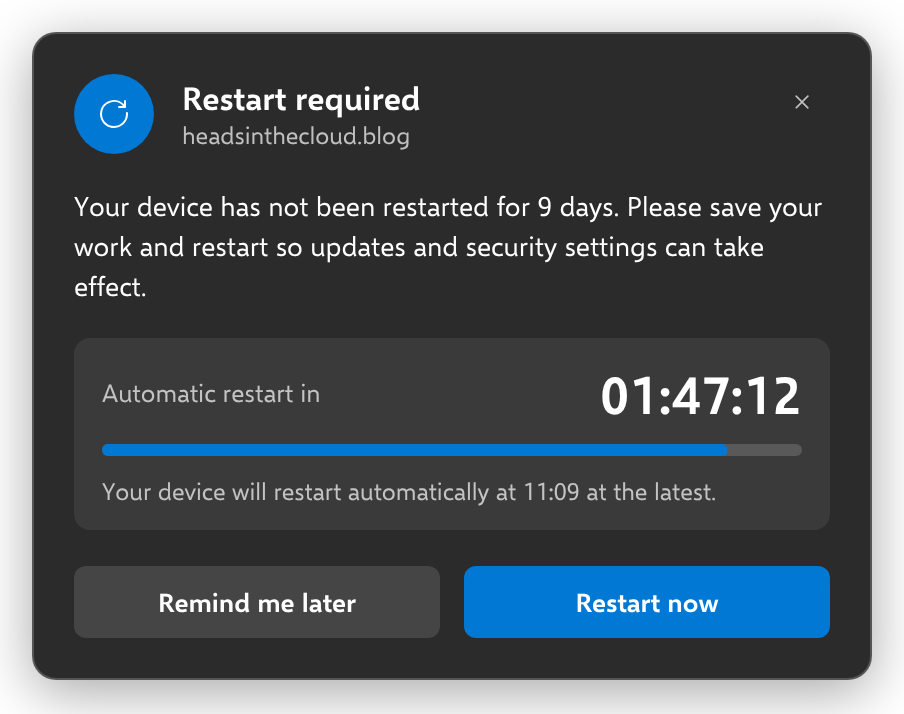 Restart required
headsinthecloud.blog
Your device has not been restarted for 9 days. Please save your
work and restart so updates and security settings can take
effect.
Automatic restart in
01:47:12
Your device will restart automatically at 11:09 at the latest.
Remind me later
Restart now